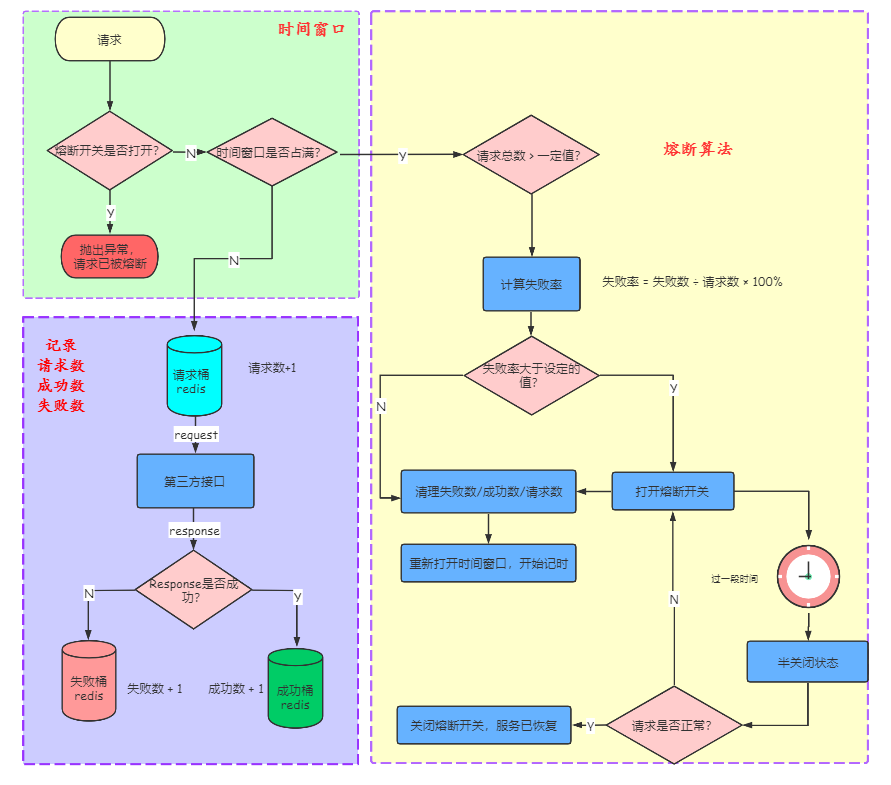 时间窗口
请求
熔断开关是否打开?
N
时间窗口是否占满?
y
抛出异常，
请求已被熔断
N
y
请求总数 > 一定值?
熔断算法
计算失败率
失败率 = 失败数 ÷ 请求数 × 100%
失败率大于设定的
值?
N
y
清理失败数/成功数/请求数
打开熔断开关
重新打开时间窗口，开始记时
过一段时间
半关闭状态
N
请求是否正常?
y
关闭熔断开关，服务已恢复
记录
请求数
成功数
失败数
请求桶
redis
请求数+1
request
第三方接口
response
Response是否成
功?
N
y
失败桶
redis
失败数 + 1
成功数 + 1
成功桶
redis